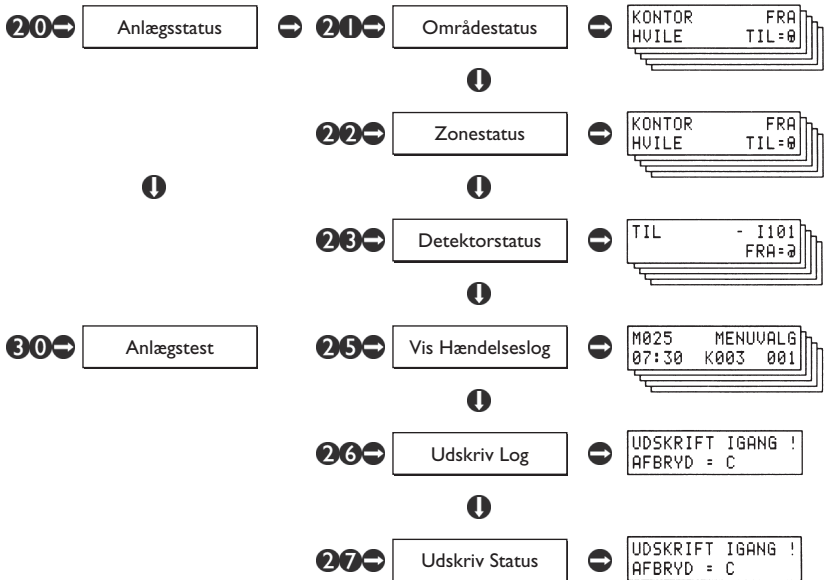 20 Anlægsstatus
21 Områdestatus
KONTOR FRA
HVILE TIL=
22 Zonestatus
KONTOR FRA
HVILE TIL=
23 Detektorstatus
TIL - I101
FRA=
30 Anlægstest
25 Vis Hændelseslog
M025 MENUVALG
07:30 K003 001
26 Udskriv Log
UDSKRIFT IGANG !
AFBRYD = C
27 Udskriv Status
UDSKRIFT IGANG !
AFBRYD = C